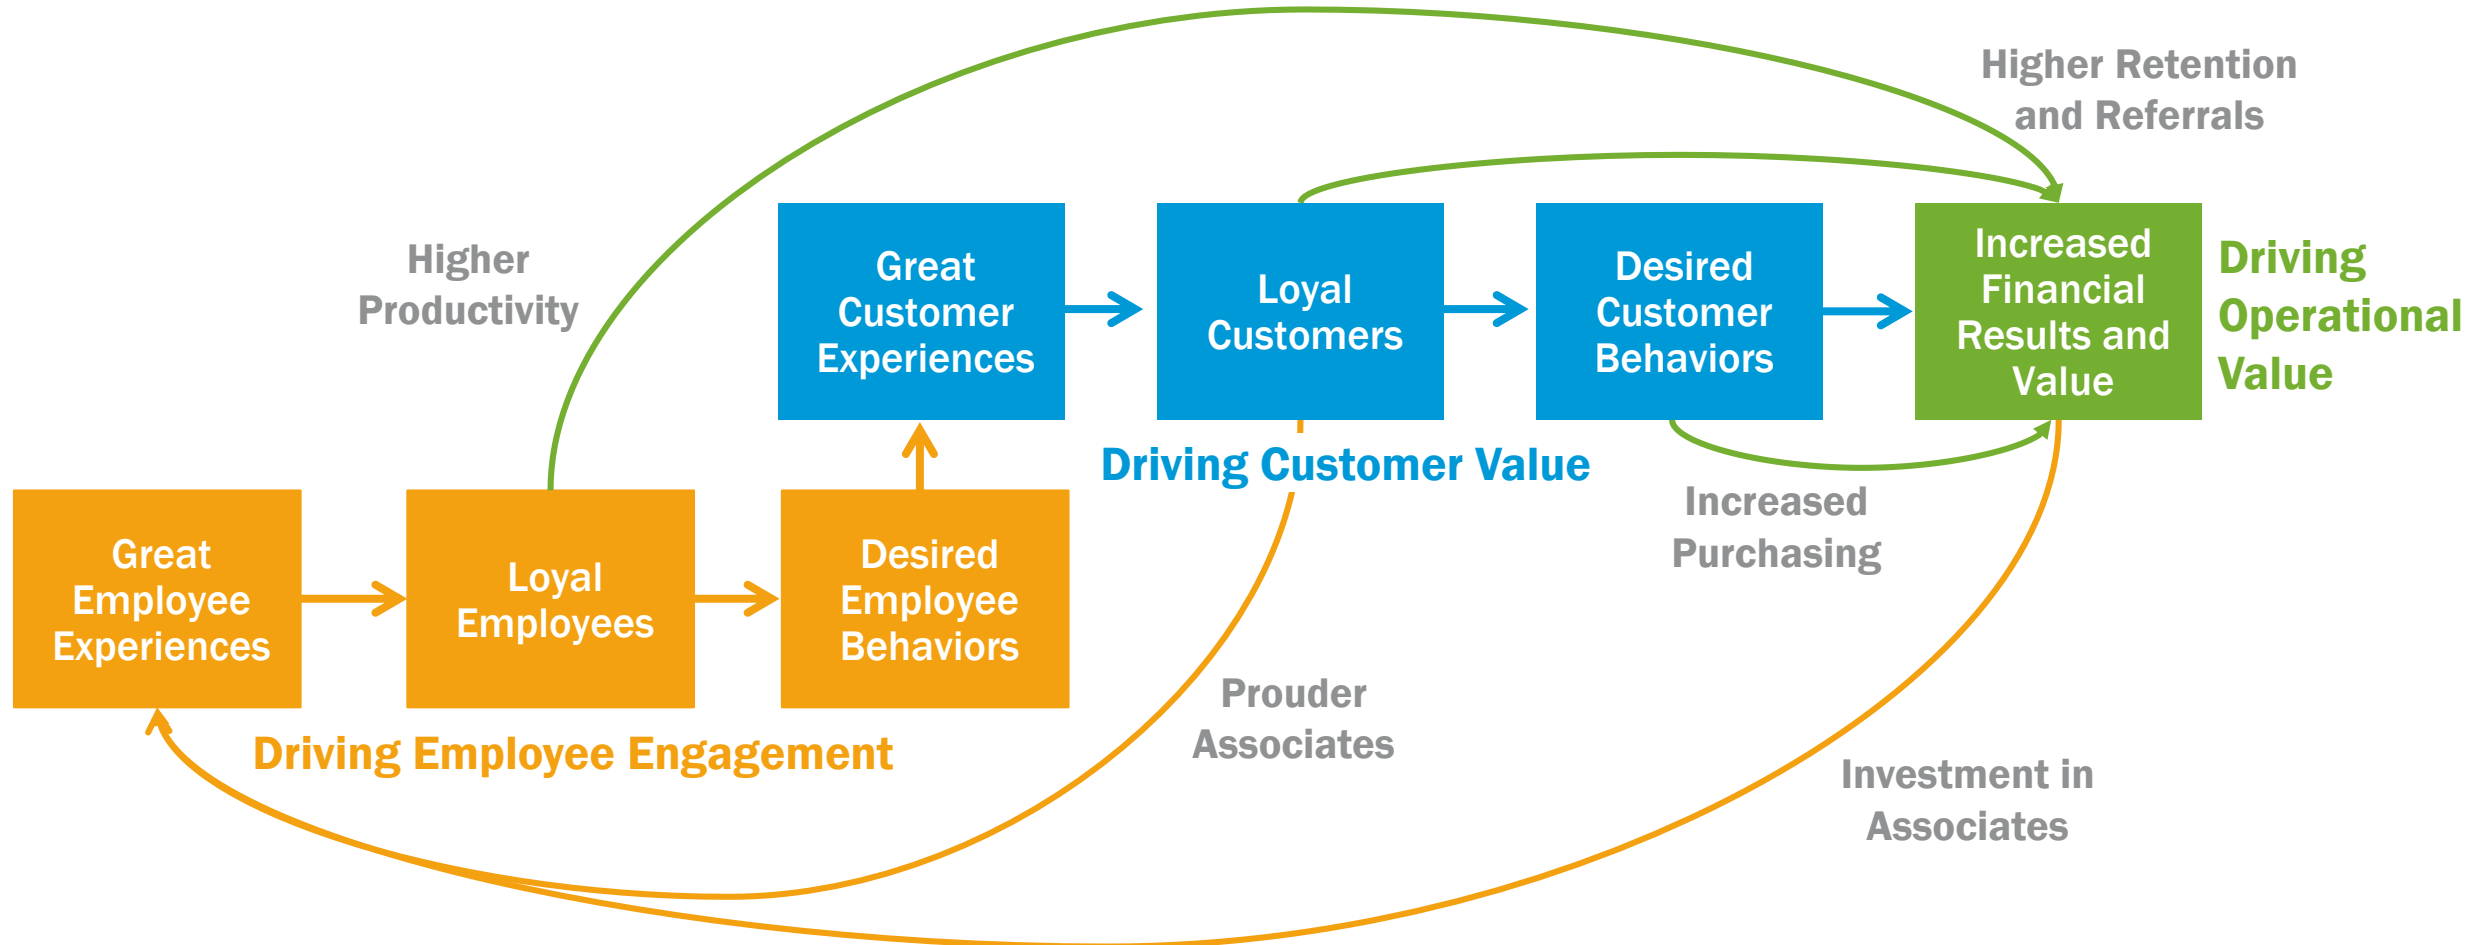 Higher Retention
and Referrals
Higher
Productivity
Great
Customer
Experiences
Loyal
Customers
Desired
Customer
Behaviors
Increased
Financial
Results and
Value
Driving
Operational
Value
Driving Customer Value
Increased
Purchasing
Great
Employee
Experiences
Loyal
Employees
Desired
Employee
Behaviors
Driving Employee Engagement
Prouder
Associates
Investment in
Associates